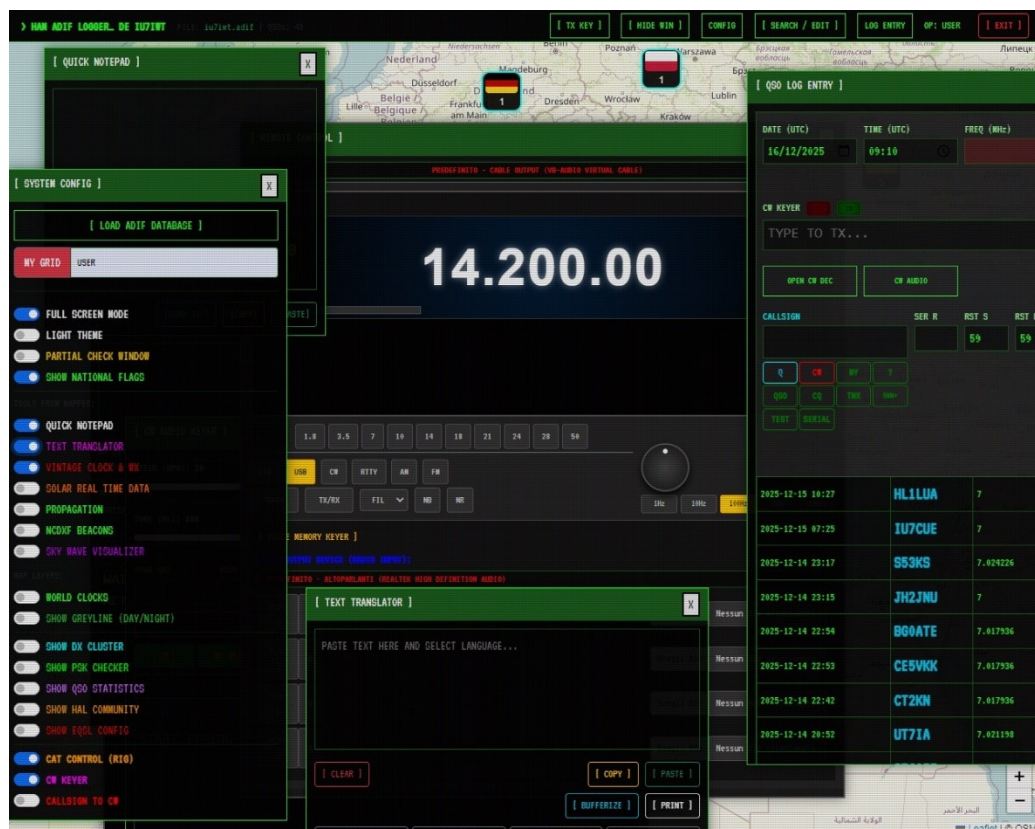 ❯ HAM ADIF LOGGER_ DE IU7IWT
FILE: iu7iwt.adif
[ TX KEY ]
[ HIDE WIN ]
CONFIG
[ SEARCH / EDIT ]
LOG ENTRY
OP: USER
[ EXIT ]
Niedersachsen
Berlin
Poznań
Warszawa
Брэсцкая вобласць
Гомельская вобласць
Липецк
Nederland
Magdeburg
Düsseldorf
Dresden
Wrocław
Lublin
Lille
België / Belgique /
Frankfu
am Main
Kraków
1
1
[ QUICK NOTEPAD ]
X
[ SYSTEM CONFIG ]
X
[ LOAD ADIF DATABASE ]
MY GRID
USER
FULL SCREEN MODE
LIGHT THEME
PARTIAL CHECK WINDOW
SHOW NATIONAL FLAGS
QUICK NOTEPAD
TEXT TRANSLATOR
VINTAGE CLOCK & WX
SOLAR REAL TIME DATA
PROPAGATION
NCDXF BEACONS
SKY WAVE VISUALIZER
MAP LAYERS:
WORLD CLOCKS
SHOW GREYLINE (DAY/NIGHT)
SHOW DX CLUSTER
SHOW PSK CHECKER
SHOW QSO STATISTICS
SHOW HAL COMMUNITY
SHOW EQSL CONFIG
CAT CONTROL (RIG)
CW KEYER
CALLSIGN TO CW
PREDEFINITO - CABLE OUTPUT (VB-AUDIO VIRTUAL CABLE)
14.200.00
1.8 3.5 7 10 14 18 21 24 28 50
USB CW RTTY AM FM
TX/RX FIL NB NR
1Hz 10Hz 100Hz
MEMORY KEYER ]
INITO - ALTOPARLANTI (REALTEK HIGH DEFINITION AUDIO)
Nessun
Nessun
Nessun
Nessun
[ TEXT TRANSLATOR ]
X
PASTE TEXT HERE AND SELECT LANGUAGE...
[ CLEAR ]
[ COPY ]
[ PASTE ]
[ BUFFERIZE ]
[ PRINT ]
[ QSO LOG ENTRY ]
DATE (UTC) TIME (UTC) FREQ (MHz)
16/12/2025 09:10
CW KEYER
TYPE TO TX...
OPEN CW DEC
CW AUDIO
CALLSIGN SER R RST S RST
59 59
Q CW MY ?
QSO CQ TNX 5NN+
TEST SERIAL
2025-12-15 10:27 HL1LUA 7
2025-12-15 07:25 IU7CUE 7
2025-12-14 23:17 S53KS 7.024226
2025-12-14 23:15 JH2JNU 7
2025-12-14 22:54 BG0ATE 7.017936
2025-12-14 22:53 CE5VKK 7.017936
2025-12-14 22:42 CT2KN 7.017936
2025-12-14 20:52 UT7IA 7.021198
+
−
البحر الأحمر
الولاية الشمالية